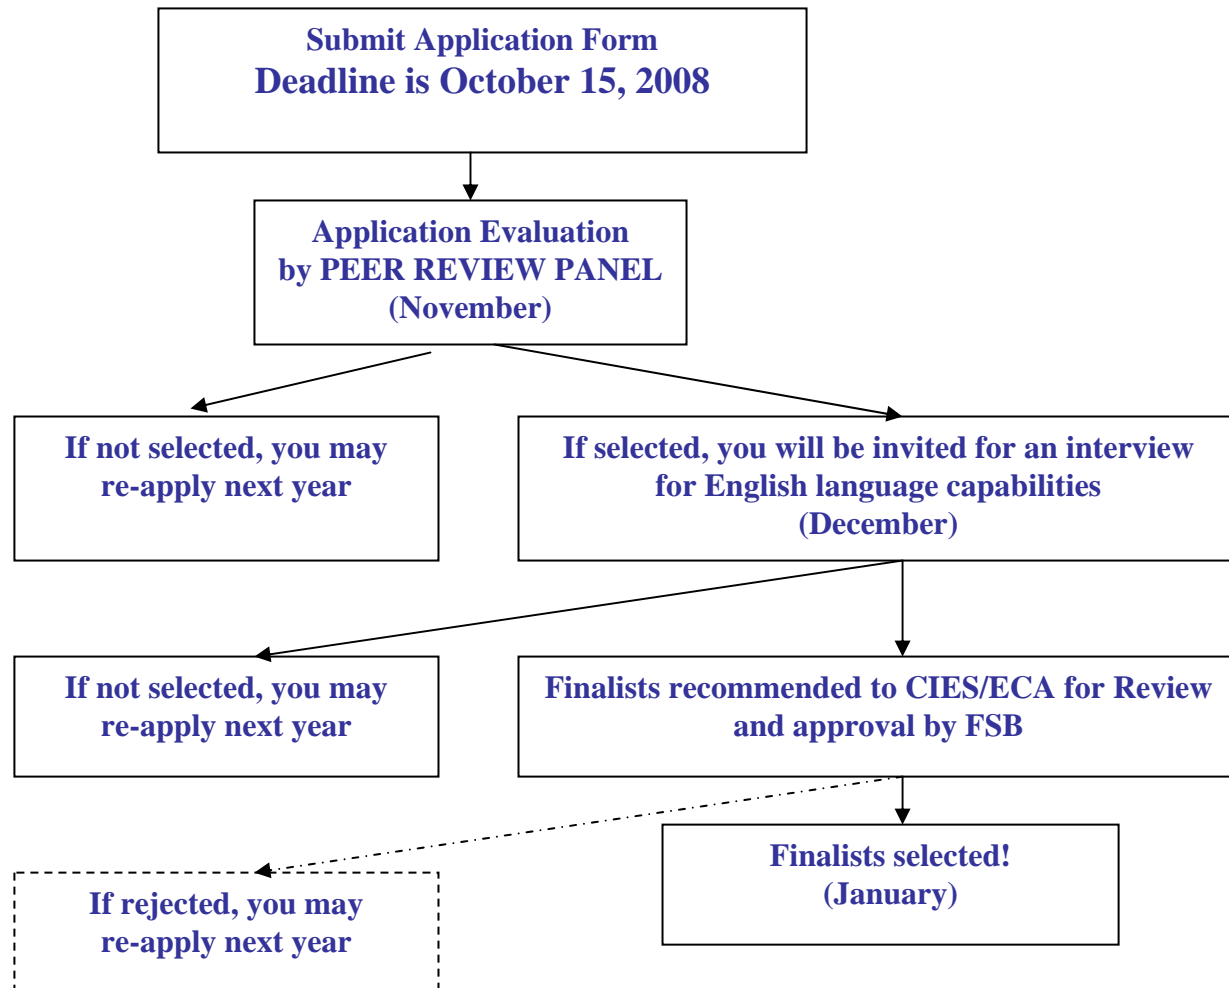 Submit Application Form
Deadline is October 15, 2008
Application Evaluation
by PEER REVIEW PANEL
(November)
If not selected, you may
re-apply next year
If selected, you will be invited for an interview
for English language capabilities
(December)
If not selected, you may
re-apply next year
Finalists recommended to CIES/ECA for Review
and approval by FSB
Finalists selected!
(January)
If rejected, you may
re-apply next year